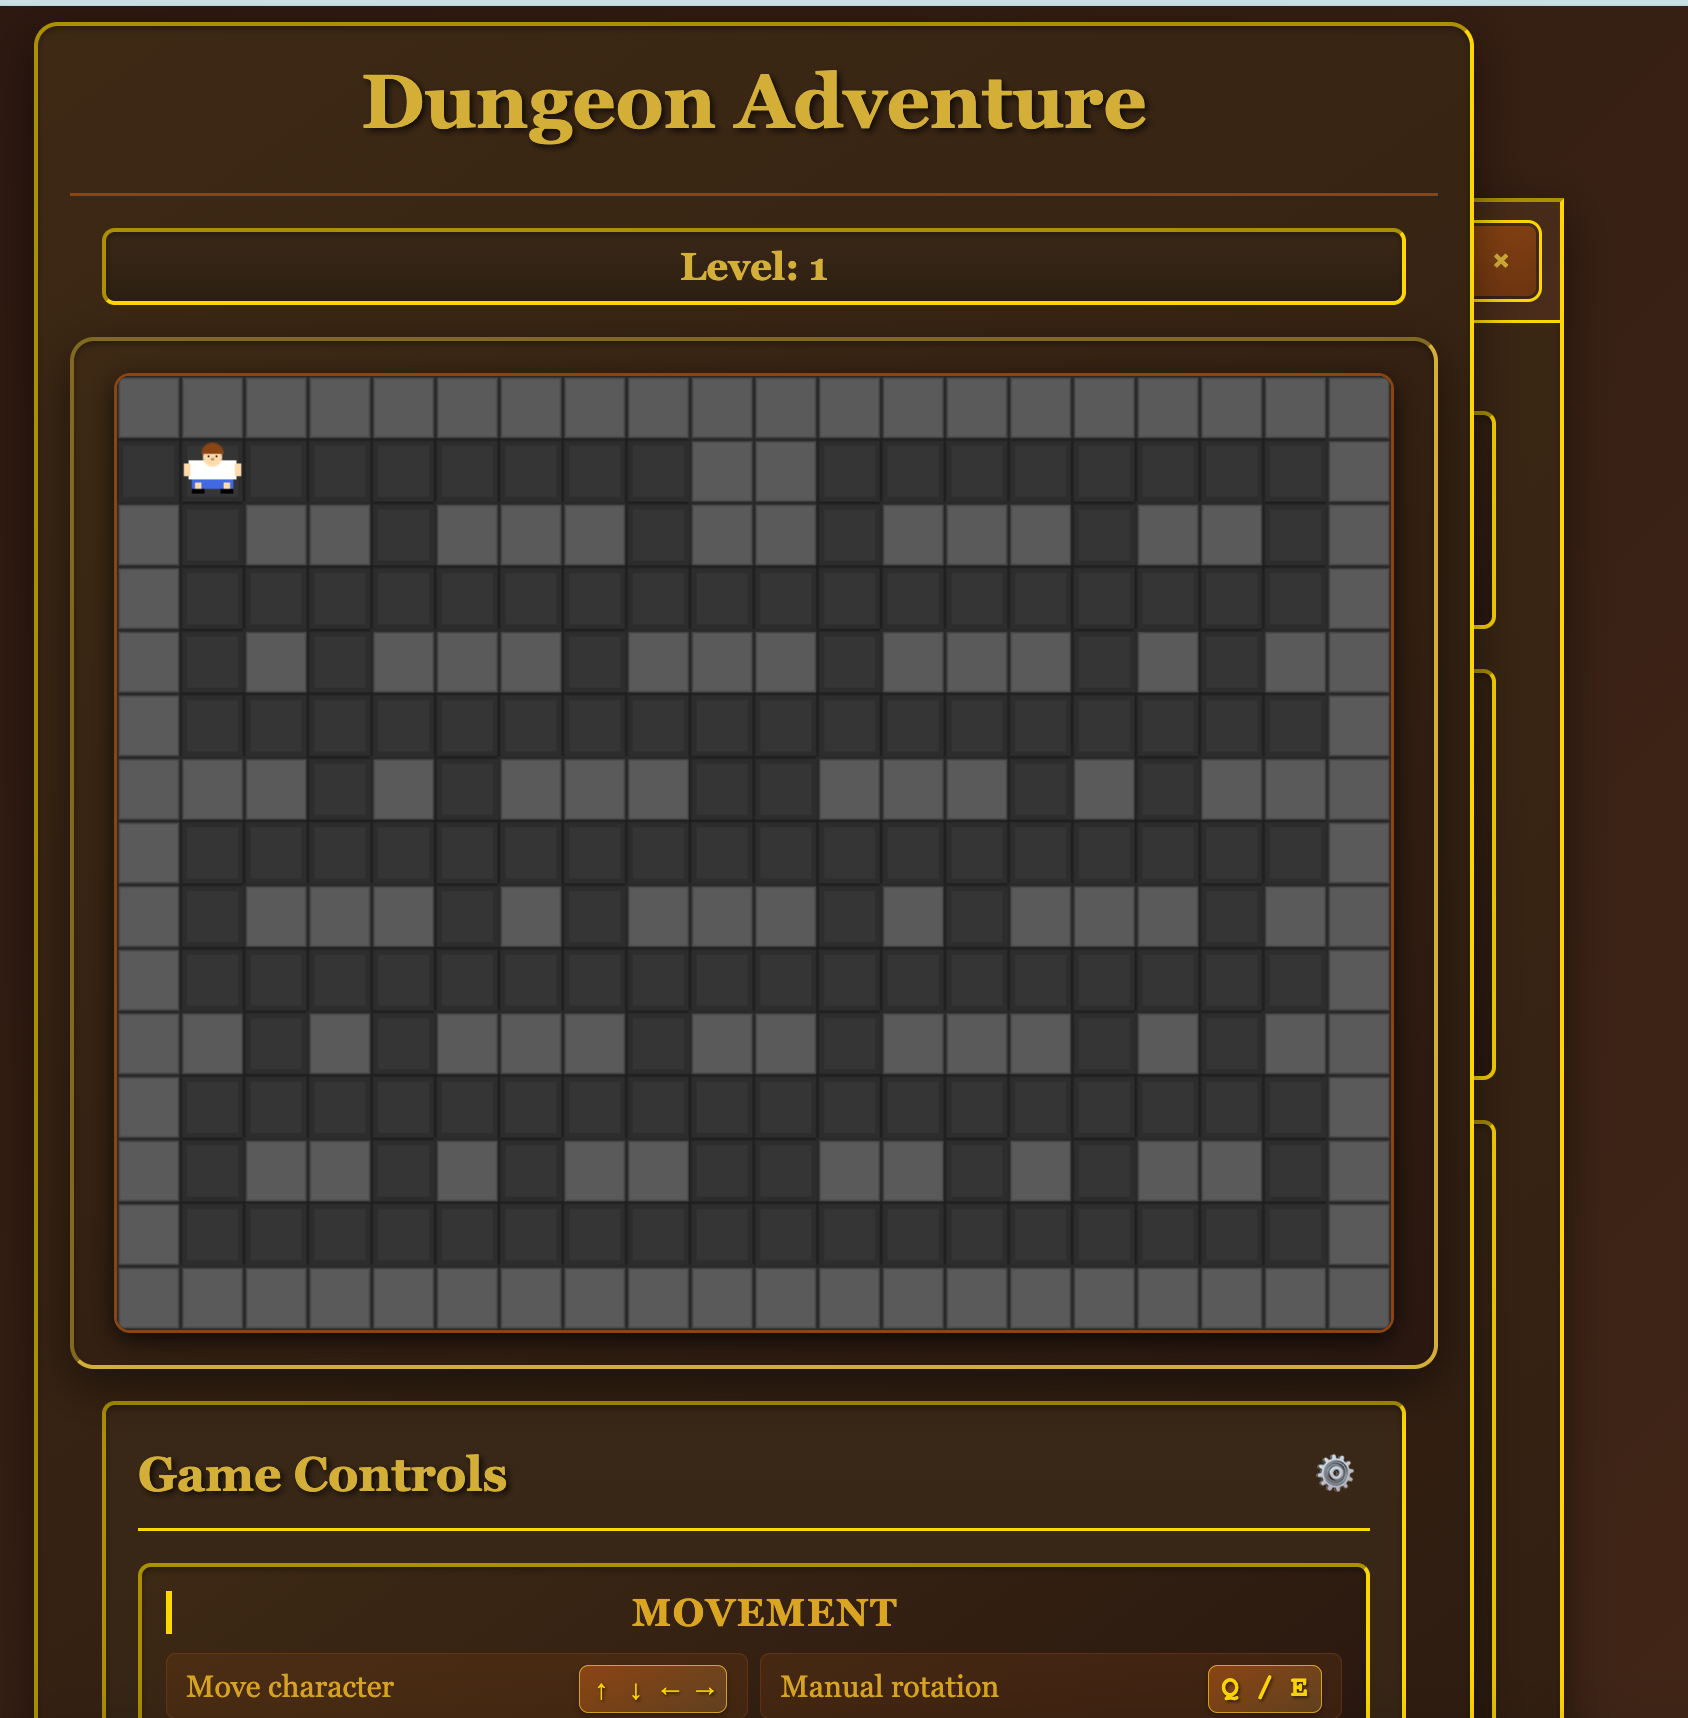 Dungeon Adventure
Level: 1
×
Game Controls
MOVEMENT
Move character ↑ ↓ ← →
Manual rotation Q / E